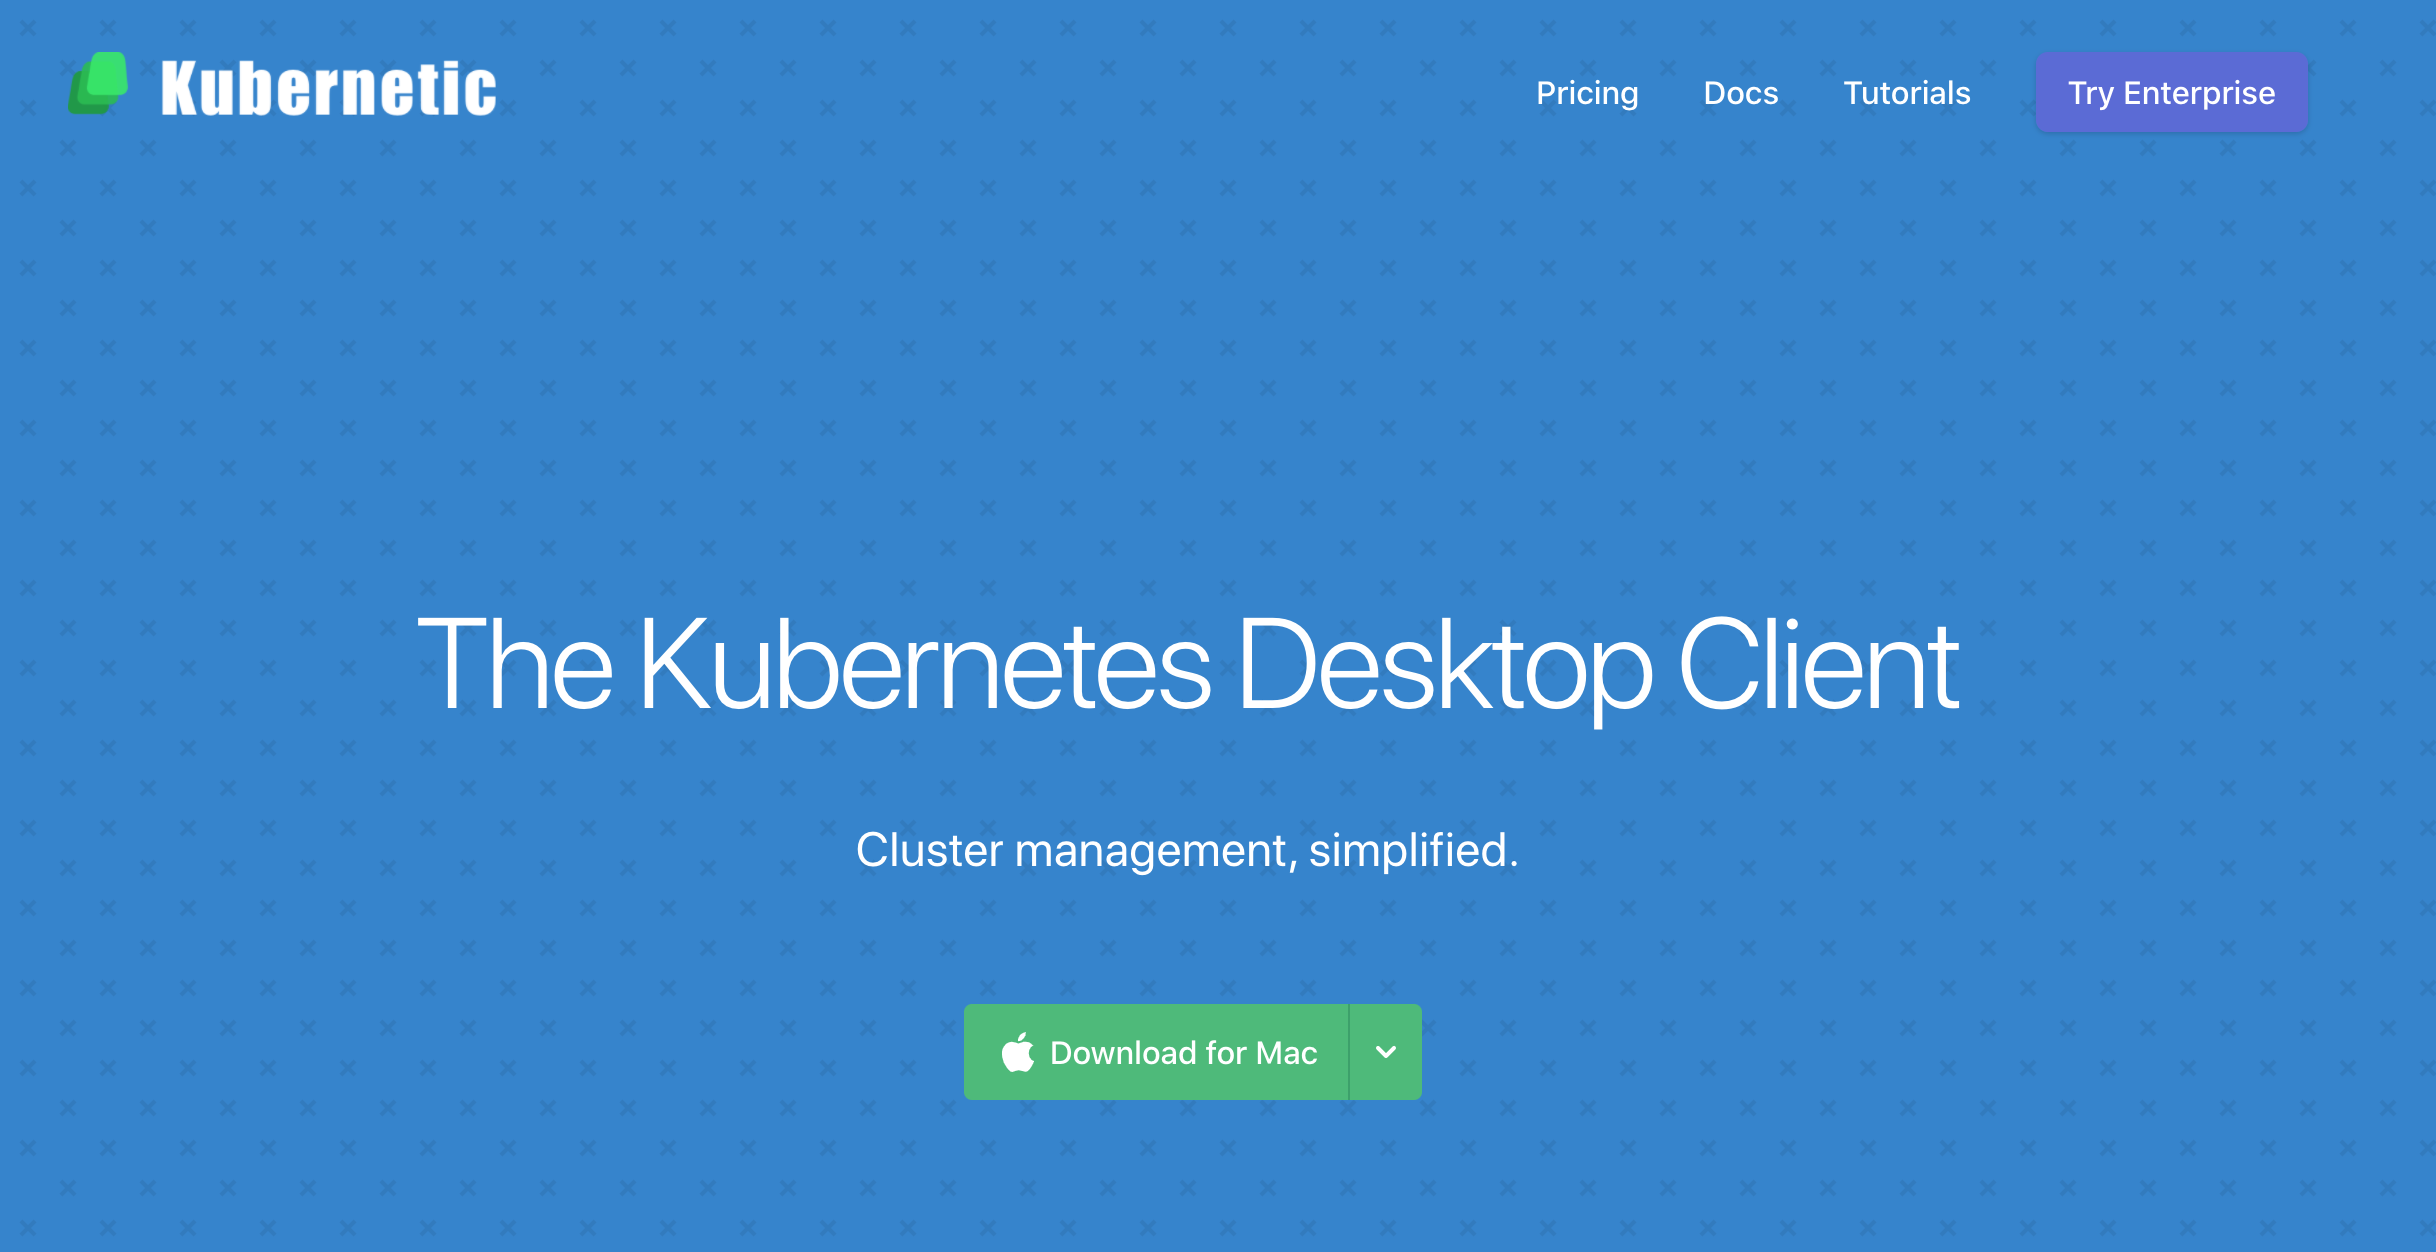 Kubernetic
Pricing
Docs
Tutorials
Try Enterprise
The Kubernetes Desktop Client
Cluster management, simplified.
Download for Mac